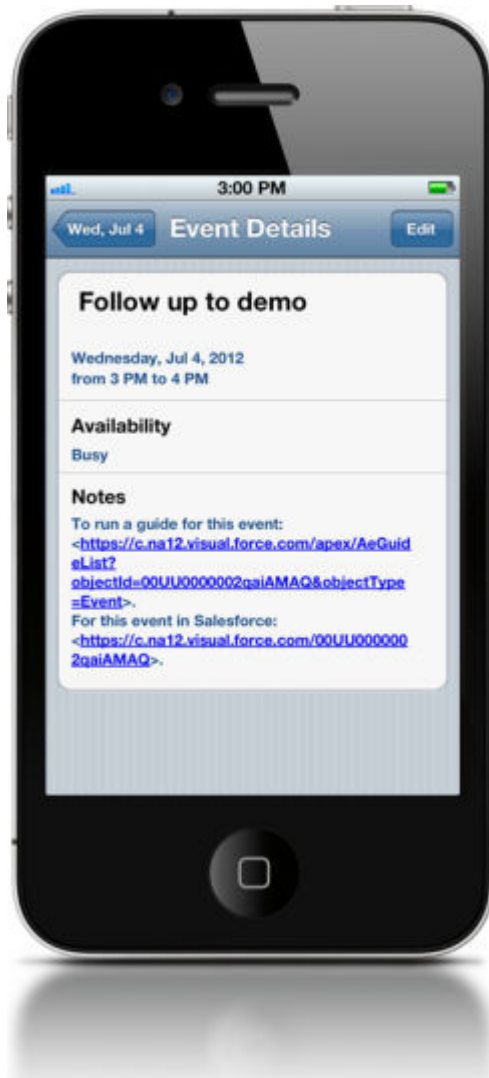 3:00 PM
Wed, Jul 4
Event Details
Edit
Follow up to demo
Wednesday, Jul 4, 2012
from 3 PM to 4 PM
Availability
Busy
Notes
To run a guide for this event:
<https://c.na12.visual.force.com/apex/AeGuid
eList?
objectId=00UU0000002qaiAMAQ&objectType
=Event>.
For this event in Salesforce:
<https://c.na12.visual.force.com/00UU000000
2qaiAMAQ>.